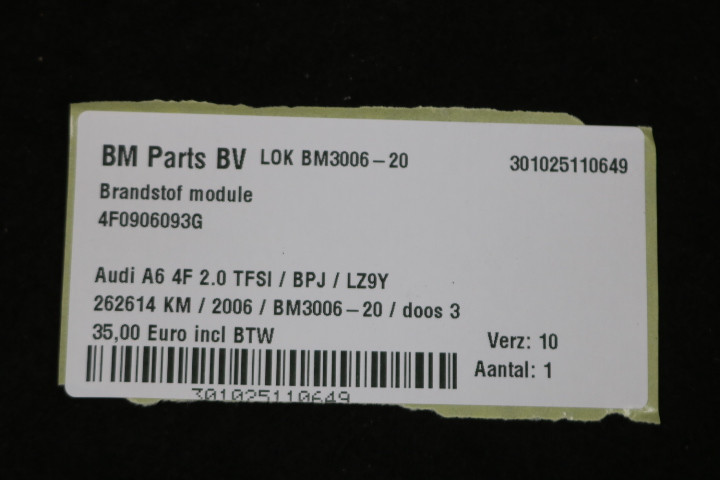 BM Parts BV LOK BM3006-20 301025110649
Brandstof module
4F0906093G
Audi A6 4F 2.0 TFSI / BPJ / LZ9Y
262614 KM / 2006 / BM3006-20 / doos 3
35,00 Euro incl BTW Verz: 10
Aantal: 1
301025110649